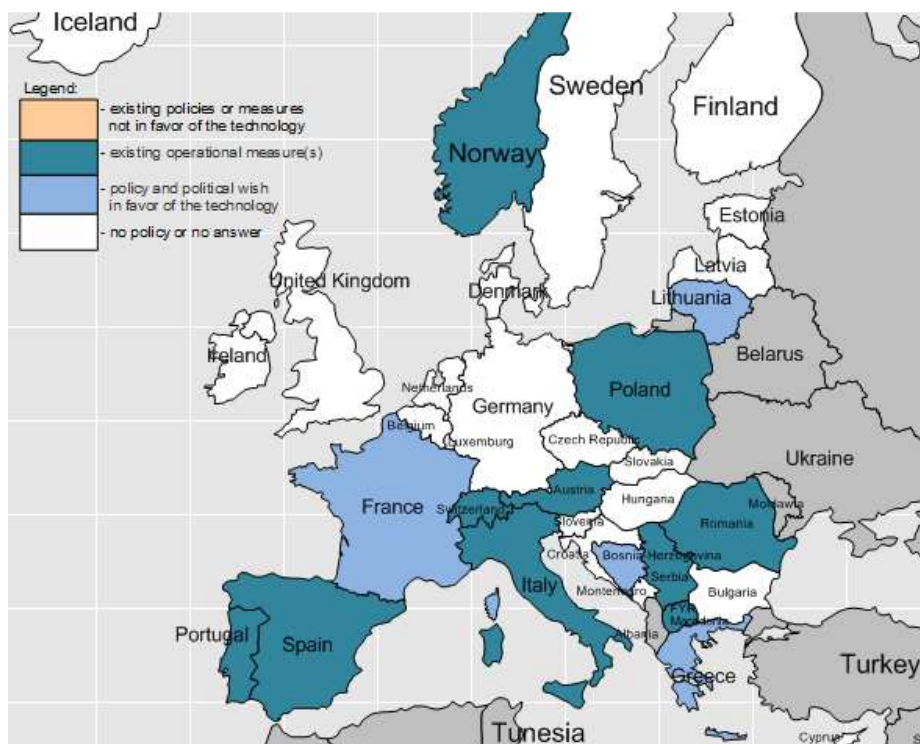 Iceland
Legend:
- existing policies or measures
not in favor of the technology
- existing operational measure(s)
- policy and political wish
in favor of the technology
- no policy or no answer
Sweden
Finland
Norway
Estonia
Latvia
Lithuania
United Kingdom
Denmark
Ireland
Belarus
Netherlands
Poland
Germany
Belgium
Luxemburg
Czech Republic
Ukraine
Slovakia
Austria
Hungaria
Moldawia
France
Switzerland
Slovenia
Romania
Croatia
Bosnia-Herzegovina
Serbia
Italy
Montenegro
Bulgaria
FYR
Macedonia
Albania
Portugal
Spain
Greece
Turkey
Tunesia
Cyprus
S